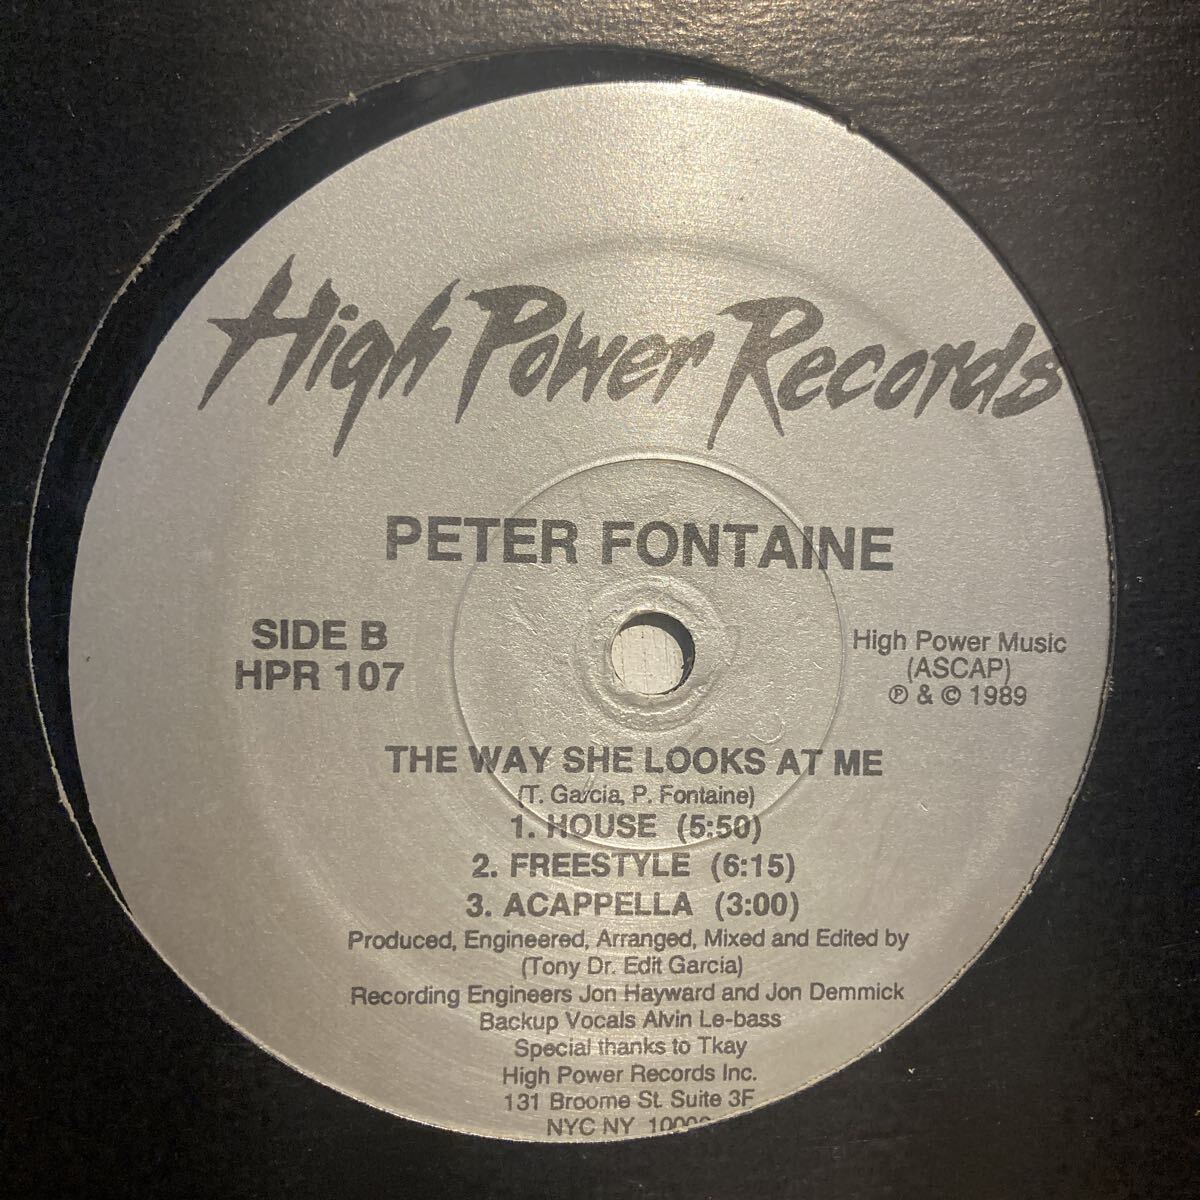 High Power Records
PETER FONTAINE
SIDE B
HPR 107
High Power Music
(ASCAP)
℗ & © 1989
THE WAY SHE LOOKS AT ME
(T. Garcia, P. Fontaine)
1. HOUSE (5:50)
2. FREESTYLE (6:15)
3. ACAPPELLA (3:00)
Produced, Engineered, Arranged, Mixed and Edited by
(Tony Dr. Edit Garcia)
Recording Engineers Jon Hayward and Jon Demmick
Backup Vocals Alvin Le-bass
Special thanks to Tkay
High Power Records Inc.
131 Broome St. Suite 3F
NYC NY